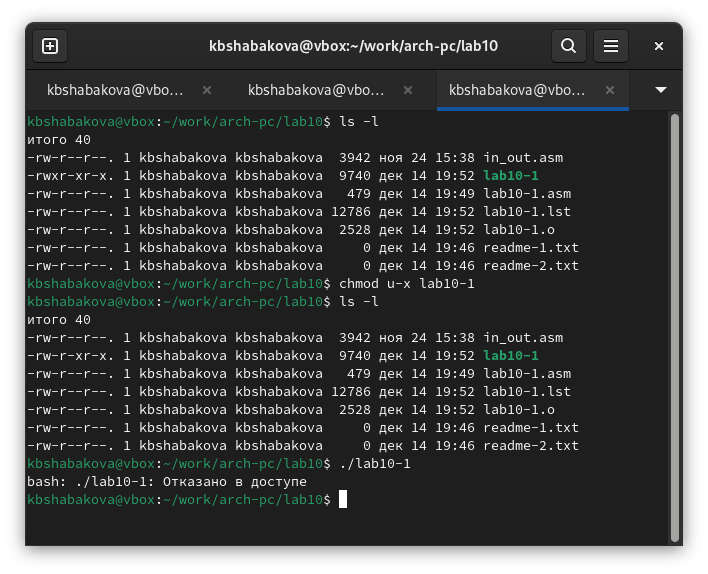 kbshabakova@vbox:~/work/arch-pc/lab10
kbshabakova@vbox... kbshabakova@vbo... kbshabakova@vbo...
kbshabakova@vbox:~/work/arch-pc/lab10$ ls -l
итого 40
-rw-r--r--. 1 kbshabakova kbshabakova  3942 ноя 24 15:38 in_out.asm
-rwxr-xr-x. 1 kbshabakova kbshabakova  9740 дек 14 19:52 lab10-1
-rw-r--r--. 1 kbshabakova kbshabakova   479 дек 14 19:49 lab10-1.asm
-rw-r--r--. 1 kbshabakova kbshabakova 12786 дек 14 19:52 lab10-1.lst
-rw-r--r--. 1 kbshabakova kbshabakova  2528 дек 14 19:52 lab10-1.o
-rw-r--r--. 1 kbshabakova kbshabakova     0 дек 14 19:46 readme-1.txt
-rw-r--r--. 1 kbshabakova kbshabakova     0 дек 14 19:46 readme-2.txt
kbshabakova@vbox:~/work/arch-pc/lab10$ chmod u-x lab10-1
kbshabakova@vbox:~/work/arch-pc/lab10$ ls -l
итого 40
-rw-r--r--. 1 kbshabakova kbshabakova  3942 ноя 24 15:38 in_out.asm
-rw-r-xr-x. 1 kbshabakova kbshabakova  9740 дек 14 19:52 lab10-1
-rw-r--r--. 1 kbshabakova kbshabakova   479 дек 14 19:49 lab10-1.asm
-rw-r--r--. 1 kbshabakova kbshabakova 12786 дек 14 19:52 lab10-1.lst
-rw-r--r--. 1 kbshabakova kbshabakova  2528 дек 14 19:52 lab10-1.o
-rw-r--r--. 1 kbshabakova kbshabakova     0 дек 14 19:46 readme-1.txt
-rw-r--r--. 1 kbshabakova kbshabakova     0 дек 14 19:46 readme-2.txt
kbshabakova@vbox:~/work/arch-pc/lab10$ ./lab10-1
bash: ./lab10-1: Отказано в доступе
kbshabakova@vbox:~/work/arch-pc/lab10$